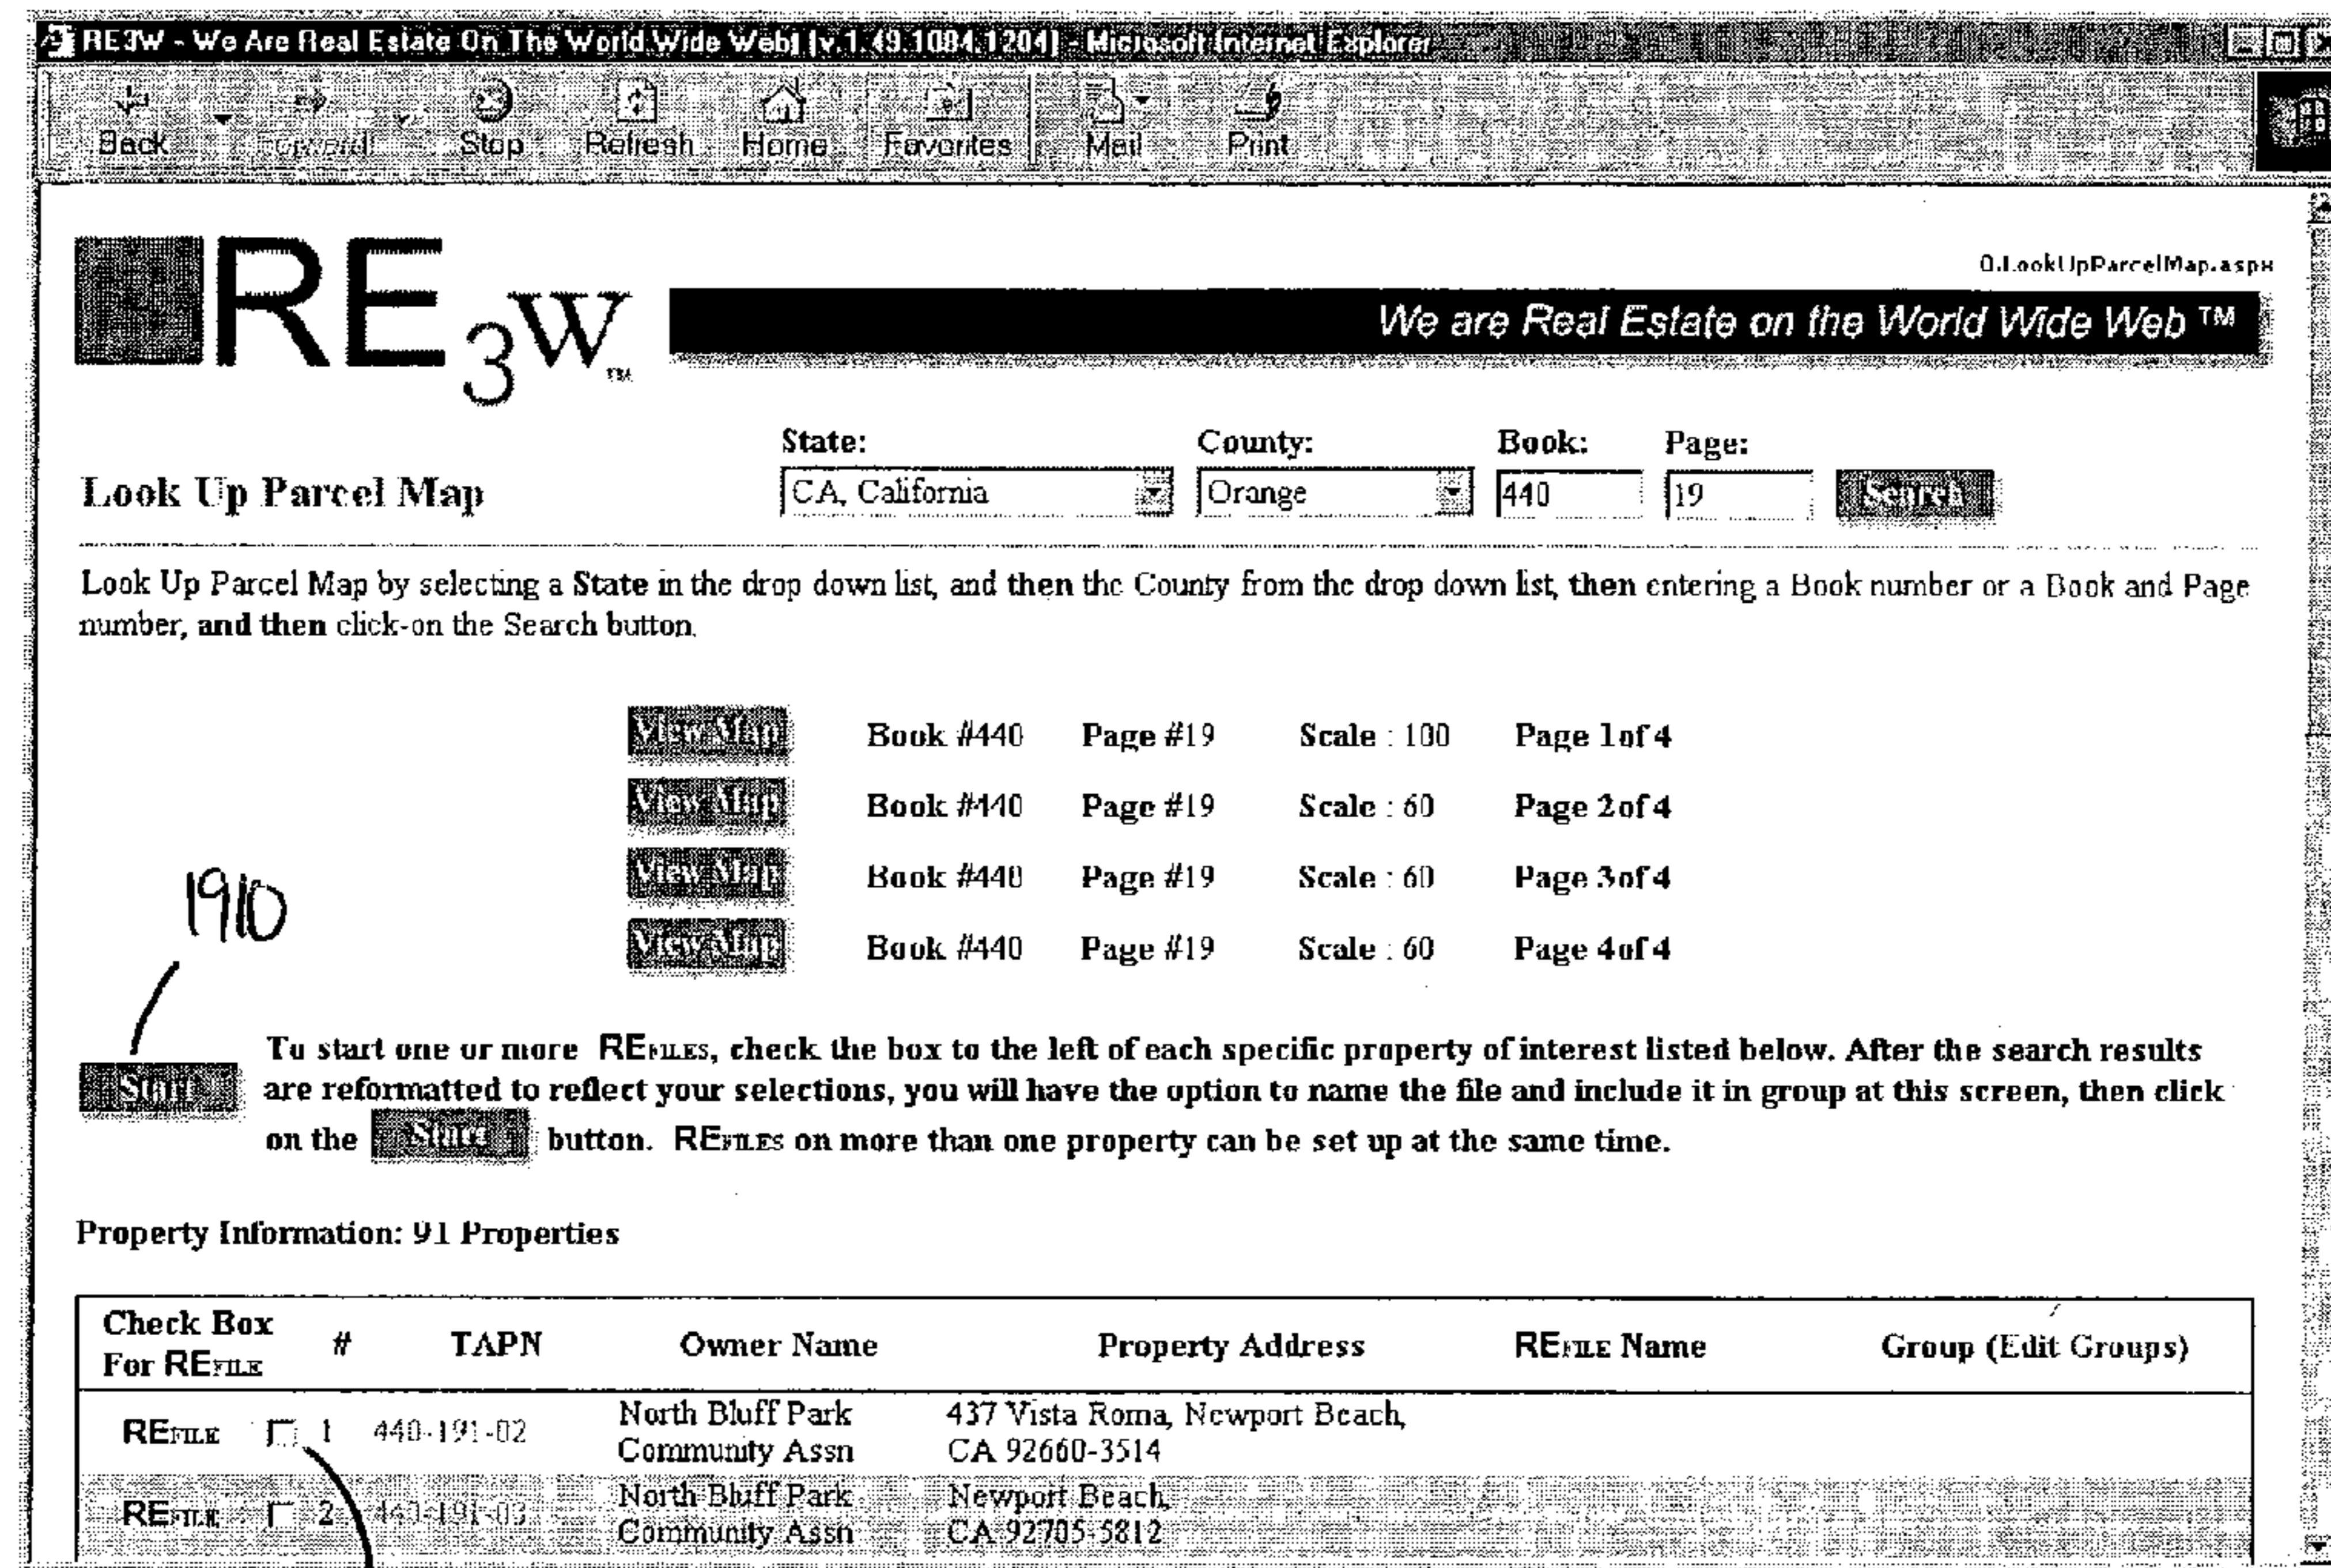 RE3W - We Are Real Estate On The World Wide Web! [v.1.49.1084.1204] - Microsoft Internet Explorer
Back Forward Stop Refresh Home Favorites Mail Print
0.LookUpParcelMap.aspx
RE3W™
We are Real Estate on the World Wide Web ™
State: County: Book: Page:
Look Up Parcel Map CA, California Orange 440 19 Search
Look Up Parcel Map by selecting a State in the drop down list, and then the County from the drop down list, then entering a Book number or a Book and Page
number, and then click-on the Search button.
View Map Book #440 Page #19 Scale : 100 Page 1of 4
View Map Book #440 Page #19 Scale : 60 Page 2of 4
View Map Book #440 Page #19 Scale : 60 Page 3of 4
View Map Book #440 Page #19 Scale : 60 Page 4of 4
1910
To start one or more REFILES, check the box to the left of each specific property of interest listed below. After the search results
Start are reformatted to reflect your selections, you will have the option to name the file and include it in group at this screen, then click
on the Start button. REFILES on more than one property can be set up at the same time.
Property Information: 91 Properties
Check Box
For REFILE # TAPN Owner Name Property Address REFILE Name Group (Edit Groups)
REFILE 1 440-191-02 North Bluff Park 437 Vista Roma, Newport Beach,
Community Assn CA 92660-3514
REFILE 2 440-191-03 North Bluff Park Newport Beach,
Community Assn CA 92705-5812